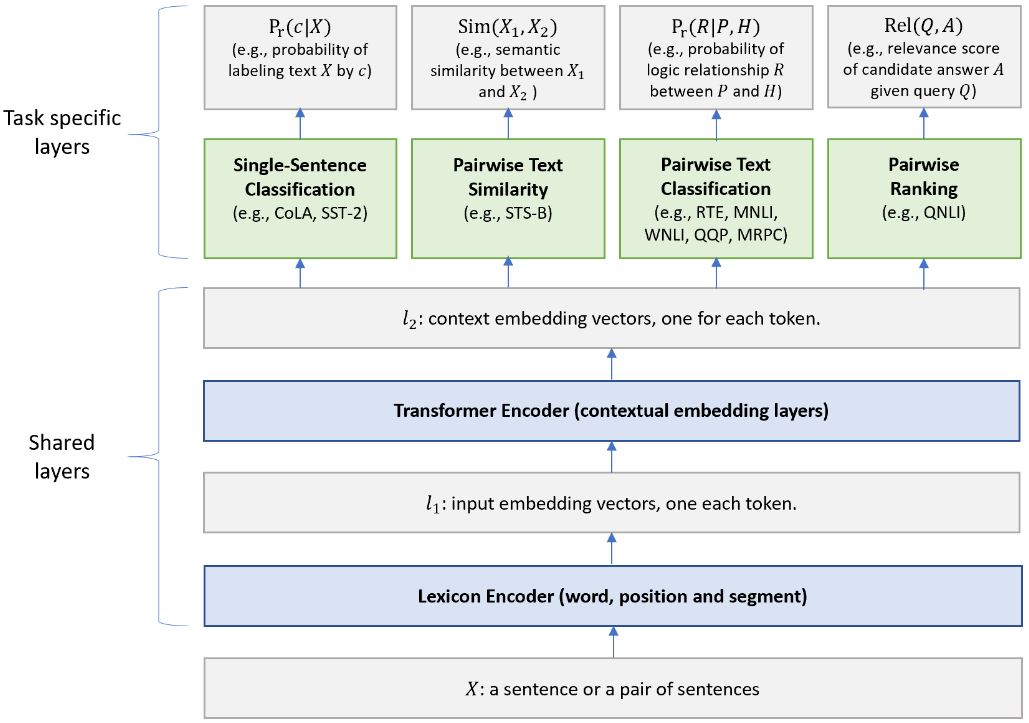 P_r(c|X)
(e.g., probability of
labeling text X by c)
Sim(X_1, X_2)
(e.g., semantic
similarity between X_1
and X_2 )
P_r(R|P, H)
(e.g., probability of
logic relationship R
between P and H)
Rel(Q, A)
(e.g., relevance score
of candidate answer A
given query Q)
Task specific
layers
Single-Sentence
Classification
(e.g., CoLA, SST-2)
Pairwise Text
Similarity
(e.g., STS-B)
Pairwise Text
Classification
(e.g., RTE, MNLI,
WNLI, QQP, MRPC)
Pairwise
Ranking
(e.g., QNLI)
l_2: context embedding vectors, one for each token.
Transformer Encoder (contextual embedding layers)
Shared
layers
l_1: input embedding vectors, one each token.
Lexicon Encoder (word, position and segment)
X: a sentence or a pair of sentences